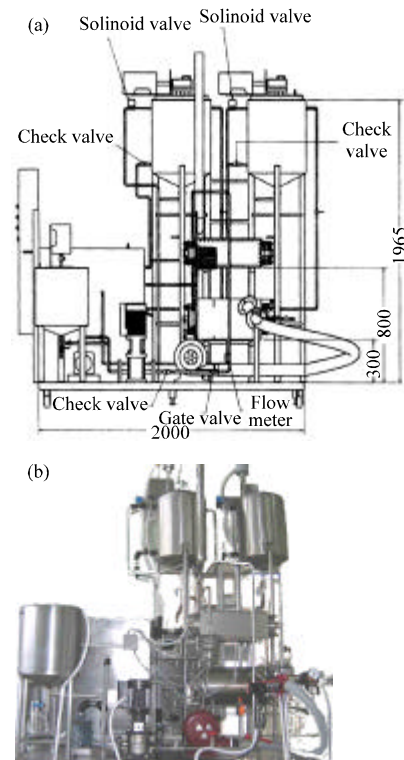 (a)
Solinoid valve
Solinoid valve
Check valve
Check
valve
1965
800
300
Check valve
Gate valve
Flow
meter
2000
(b)